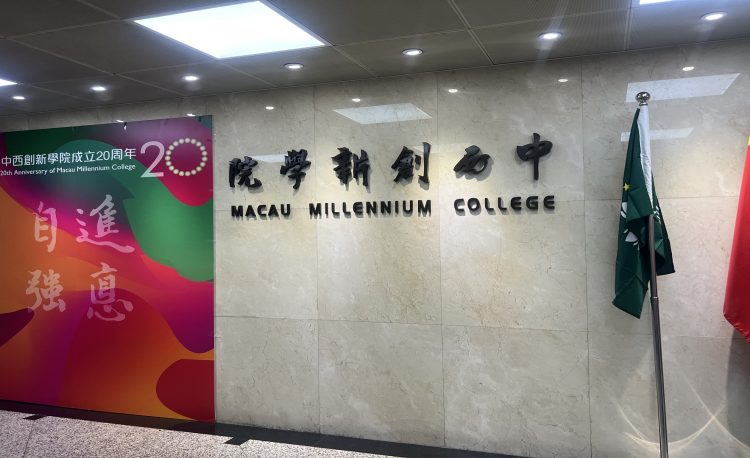 中西創新學院成立20周年
20th Anniversary of Macau Millennium College
20
進悳
自強
中西創新學院
MACAU MILLENNIUM COLLEGE